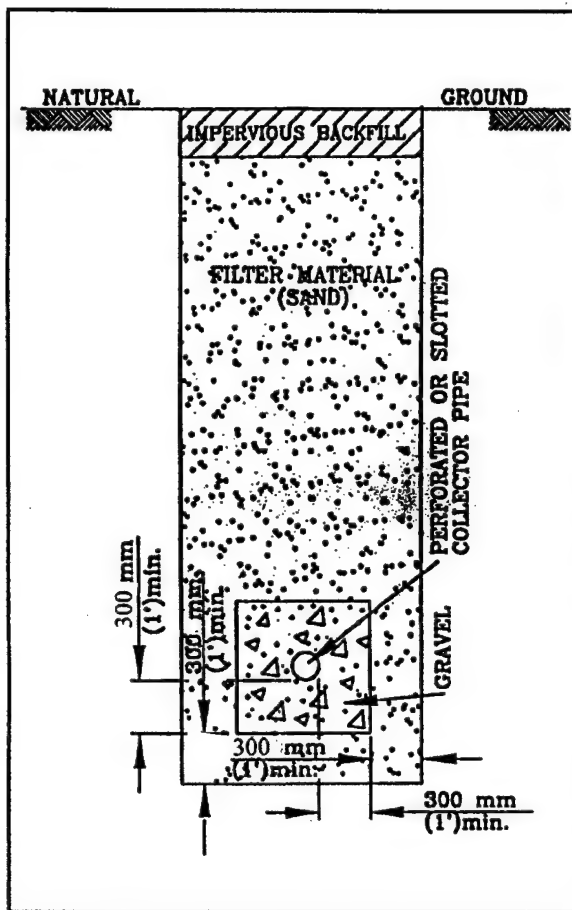 NATURAL
GROUND
IMPERVIOUS BACKFILL
FILTER MATERIAL
(SAND)
PERFORATED OR SLOTTED
COLLECTOR PIPE
300 mm
(1')min.
300 mm
(1')min.
GRAVEL
300 mm
(1')min.
300 mm
(1')min.